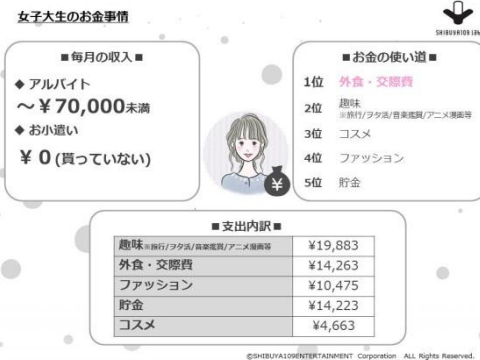 女子大生のお金事情
SHIBUYA109 Lab.
■毎月の収入■
◆ アルバイト
～￥70,000未満
◆ お小遣い
￥０(貰っていない)
■お金の使い道■
1位 外食・交際費
2位 趣味
※旅行/ヲタ活/音楽鑑賞/アニメ漫画等
3位 コスメ
4位 ファッション
5位 貯金
¥
■支出内訳■
趣味※旅行/ヲタ活/音楽鑑賞/アニメ漫画等 ¥19,883
外食・交際費 ¥14,263
ファッション ¥10,475
貯金 ¥14,223
コスメ ¥4,663
©SHIBUYA109ENTERTAINMENT Corporation ALL Rights Reserved.